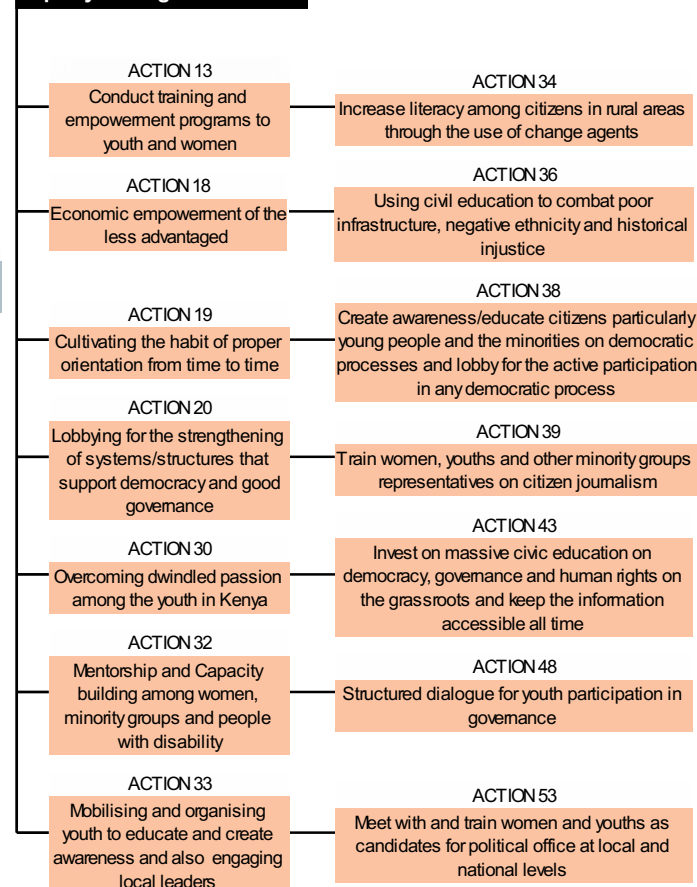 ACTION 13
Conduct training and
empowerment programs to
youth and women
ACTION 34
Increase literacy among citizens in rural areas
through the use of change agents
ACTION 18
Economic empowerment of the
less advantaged
ACTION 36
Using civil education to combat poor
infrastructure, negative ethnicity and historical
injustice
ACTION 19
Cultivating the habit of proper
orientation from time to time
ACTION 38
Create awareness/educate citizens particularly
young people and the minorities on democratic
processes and lobby for the active participation
in any democratic process
ACTION 20
Lobbying for the strengthening
of systems/structures that
support democracy and good
governance
ACTION 39
Train women, youths and other minority groups
representatives on citizen journalism
ACTION 30
Overcoming dwindled passion
among the youth in Kenya
ACTION 43
Invest on massive civic education on
democracy, governance and human rights on
the grassroots and keep the information
accessible all time
ACTION 32
Mentorship and Capacity
building among women,
minority groups and people
with disability
ACTION 48
Structured dialogue for youth participation in
governance
ACTION 33
Mobilising and organising
youth to educate and create
awareness and also engaging
local leaders
ACTION 53
Meet with and train women and youths as
candidates for political office at local and
national levels